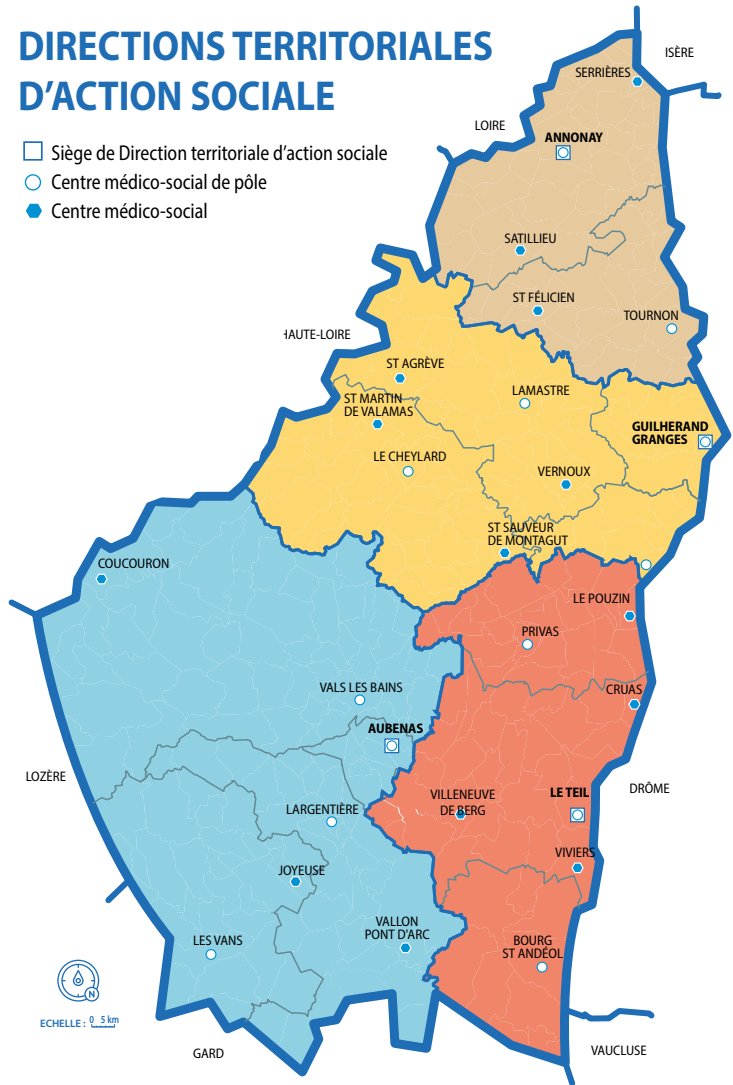 DIRECTIONS TERRITORIALES
D'ACTION SOCIALE
Siège de Direction territoriale d'action sociale
Centre médico-social de pôle
Centre médico-social
ISÈRE
SERRIÈRES
LOIRE
ANNONAY
SATILLIEU
ST FÉLICIEN
TOURNON
HAUTE-LOIRE
ST AGRÈVE
LAMASTRE
ST MARTIN
DE VALAMAS
GUILHERAND
GRANGES
LE CHEYLARD
VERNOUX
ST SAUVEUR
DE MONTAGUT
COUCOURON
LE POUZIN
PRIVAS
VALS LES BAINS
CRUAS
AUBENAS
LOZÈRE
DRÔME
VILLENEUVE
DE BERG
LE TEIL
LARGENTIÈRE
VIVIERS
JOYEUSE
VALLON
PONT D'ARC
LES VANS
BOURG
ST ANDÉOL
N
ECHELLE : 0 5 km
GARD
VAUCLUSE